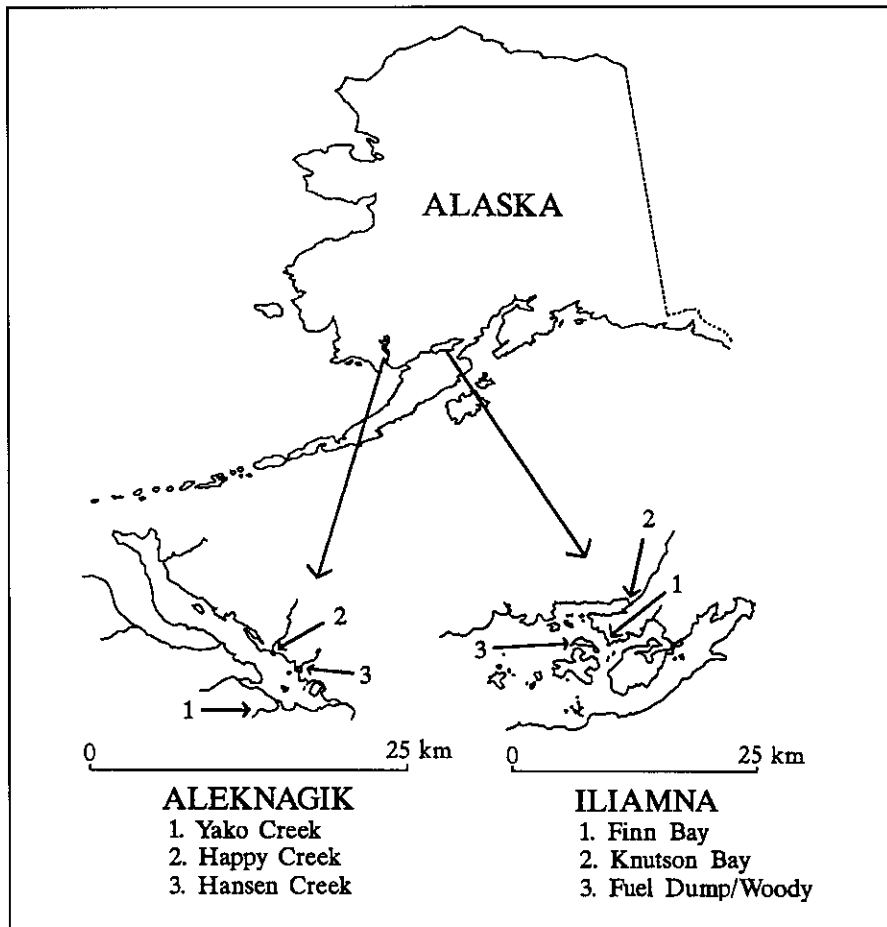 ALASKA
2
1
2
3
3
1
0
25 km
0
25 km
ALEKNAGIK
1. Yako Creek
2. Happy Creek
3. Hansen Creek
ILIAMNA
1. Finn Bay
2. Knutson Bay
3. Fuel Dump/Woody